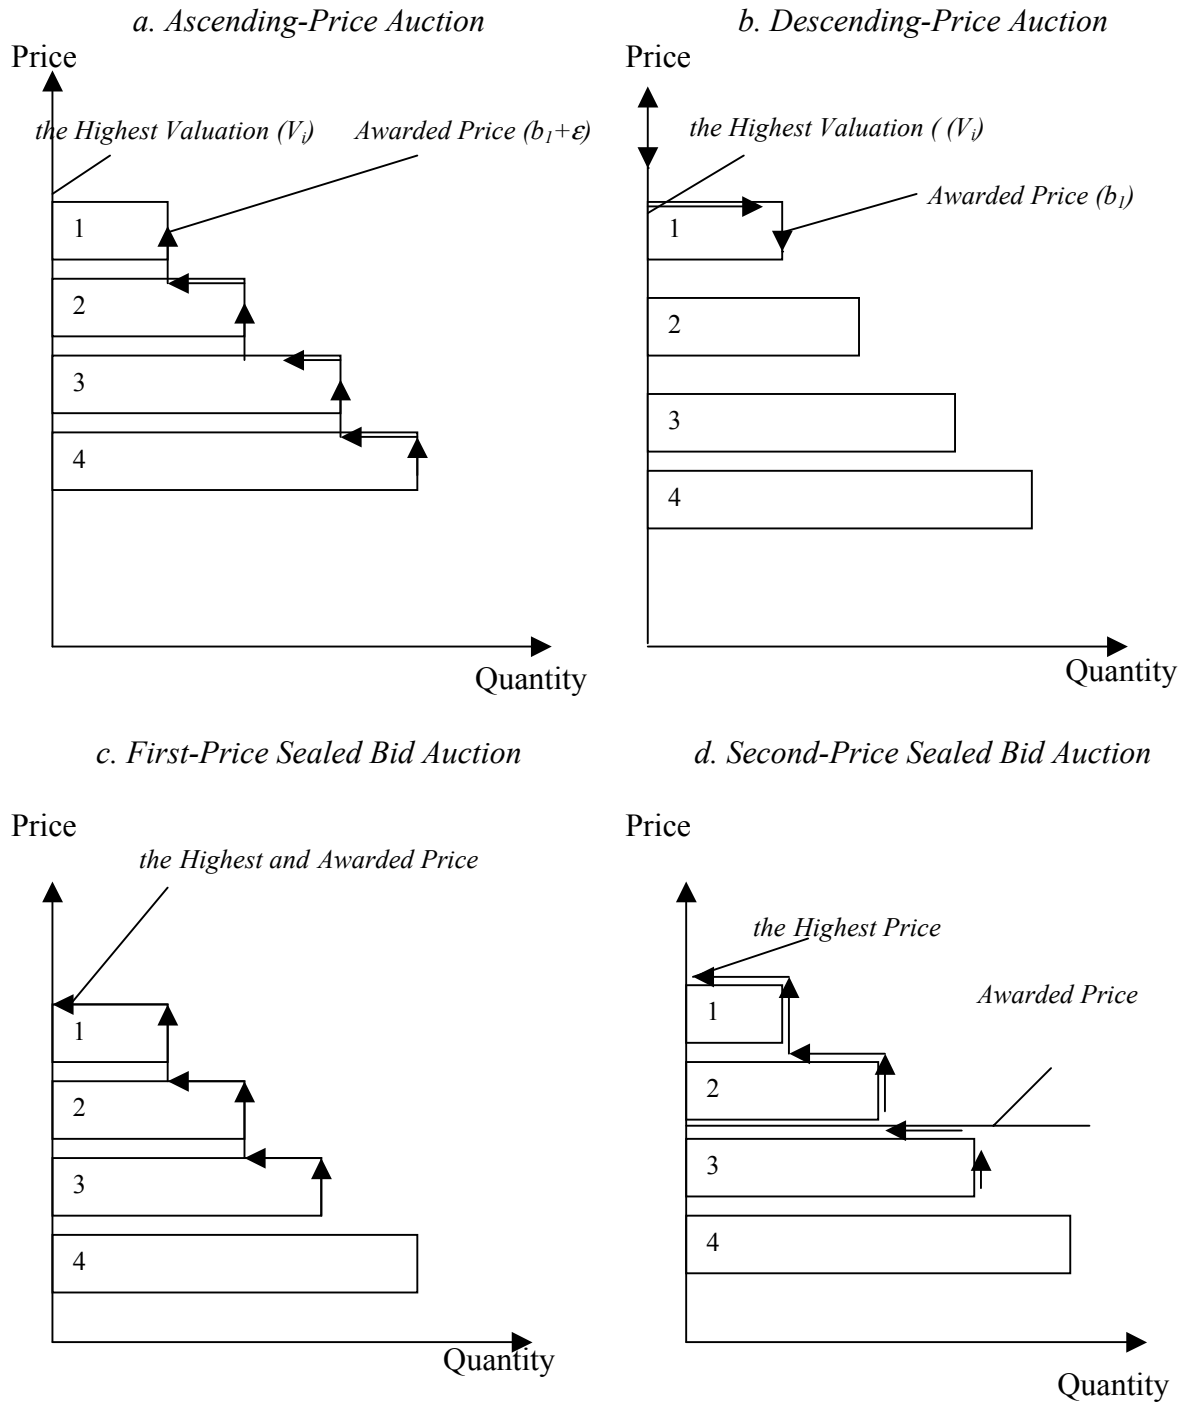 a. Ascending-Price Auction
Price
the Highest Valuation (Vi)
Awarded Price (b1+ε)
1
2
3
4
Quantity
b. Descending-Price Auction
Price
the Highest Valuation ( (Vi)
Awarded Price (b1)
1
2
3
4
Quantity
c. First-Price Sealed Bid Auction
Price
the Highest and Awarded Price
1
2
3
4
Quantity
d. Second-Price Sealed Bid Auction
Price
the Highest Price
Awarded Price
1
2
3
4
Quantity